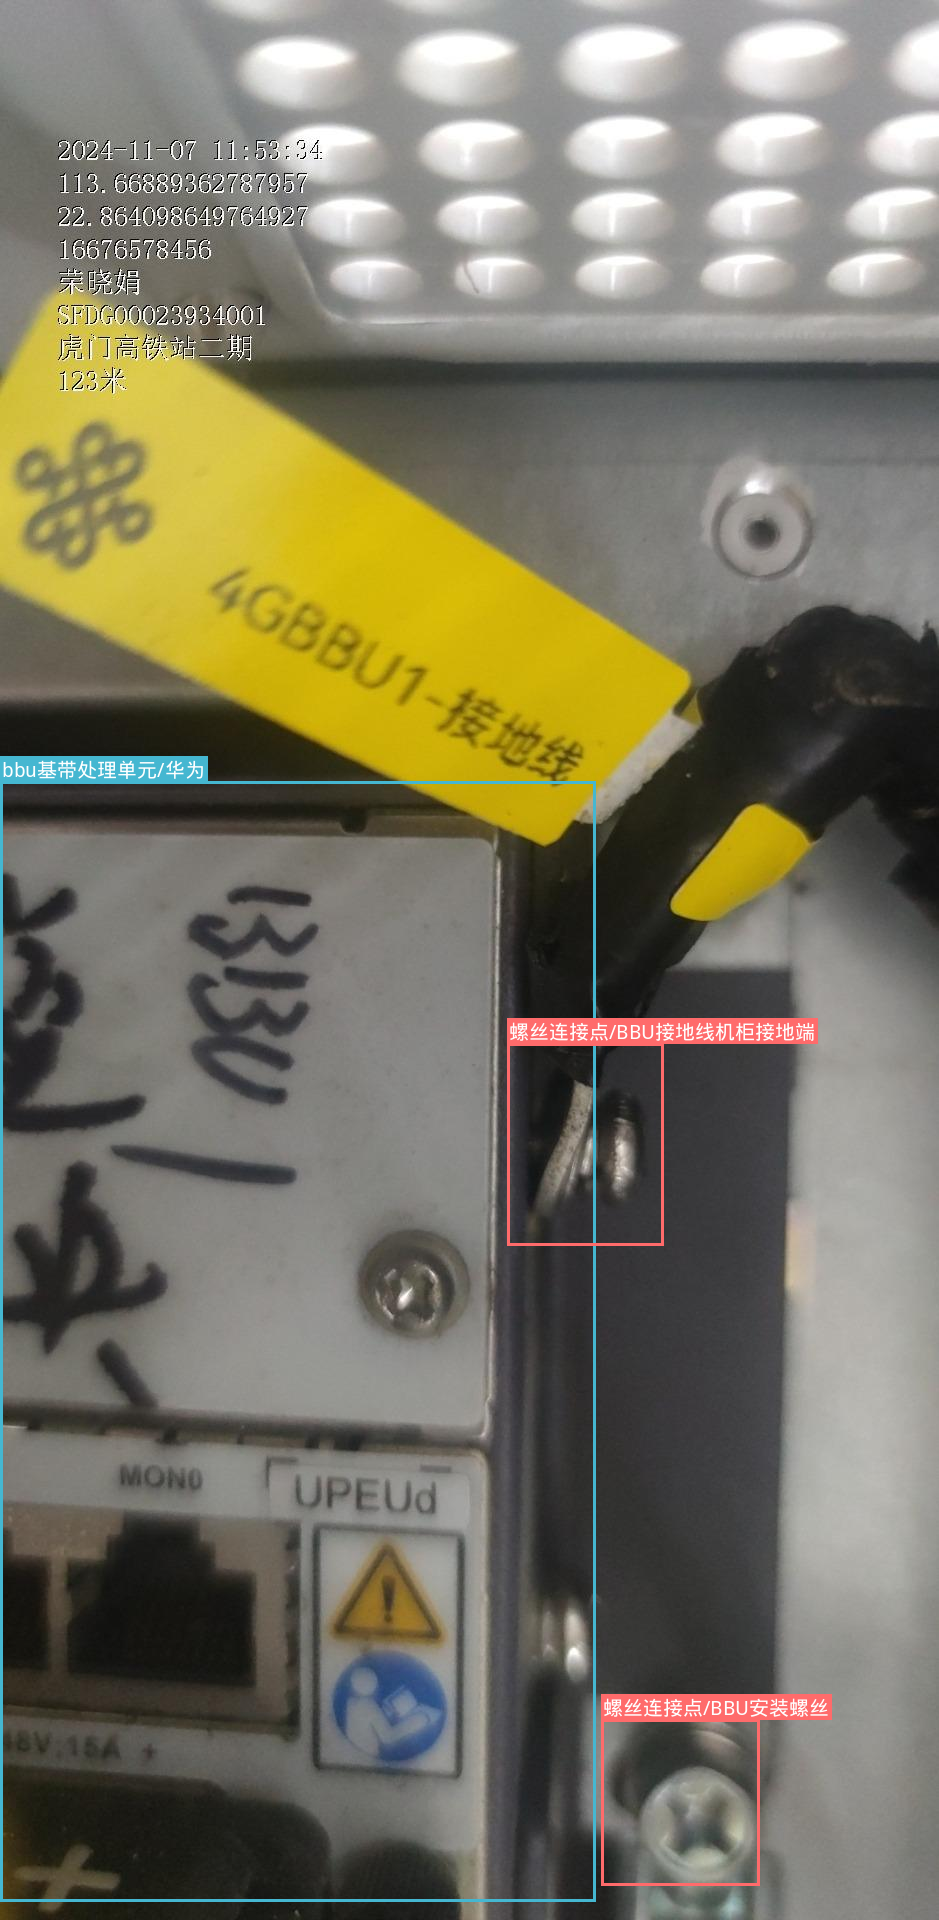 2024-11-07 11:53:34
113.66889362787957
22.864098649764927
16676578456
荣晓娟
SFDG00023934001
虎门高铁站二期
123米
4GBBU1-接地线
bbu基带处理单元/华为
BBU1
螺丝连接点/BBU接地线机柜接地端
MON0
UPEUd
螺丝连接点/BBU安装螺丝
48V;15A +
+